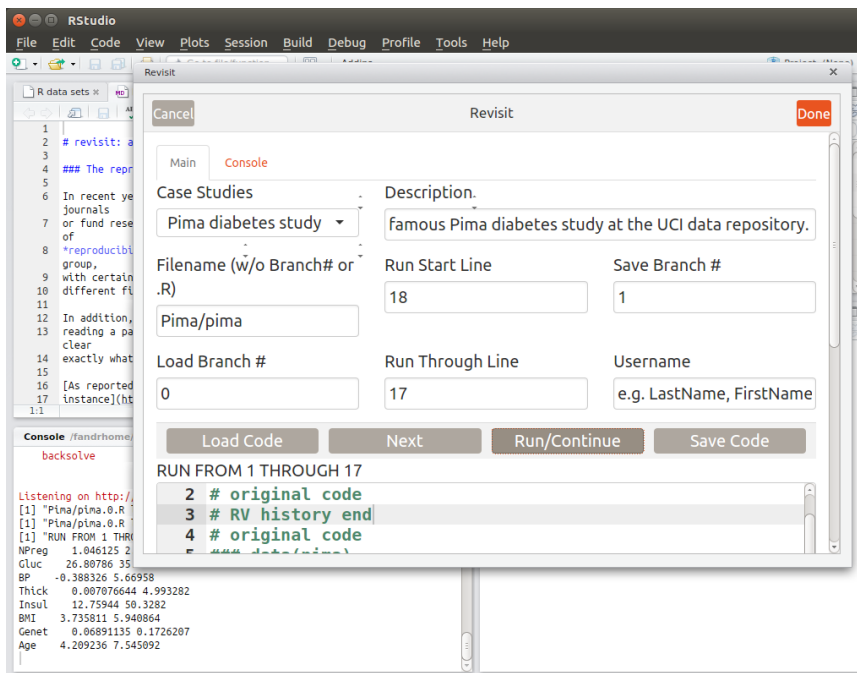 RStudio
File Edit Code View Plots Session Build Debug Profile Tools Help
Revisit
R data sets
MD
Cancel
Revisit
Done
Main
Console
Case Studies
Description
Pima diabetes study
famous Pima diabetes study at the UCI data repository.
Filename (w/o Branch# or .R)
Run Start Line
Save Branch #
18
1
Pima/pima
Load Branch #
Run Through Line
Username
0
17
e.g. LastName, FirstName
Load Code
Next
Run/Continue
Save Code
RUN FROM 1 THROUGH 17
2 # original code
3 # RV history end
4 # original code
5 ### data(pima)
1
2 # revisit: a
3
4 ### The repr
5
6 In recent ye
journals
7 or fund rese
of
8 *reproducibi
group,
9 with certain
10 different fi
11
12 In addition,
13 reading a pa
clear
14 exactly what
15
16 [As reported
17 instance](ht
1:1
Console /fandrhome/
backsolve
Listening on http:/
[1] "Pima/pima.0.R
[1] "Pima/pima.0.R
[1] "RUN FROM 1 THR
NPreg 1.046125 2
Gluc 26.80786 35
BP -0.388326 5.66958
Thick 0.007076644 4.993282
Insul 12.75944 50.3282
BMI 3.735811 5.940864
Genet 0.06891135 0.1726207
Age 4.209236 7.545092